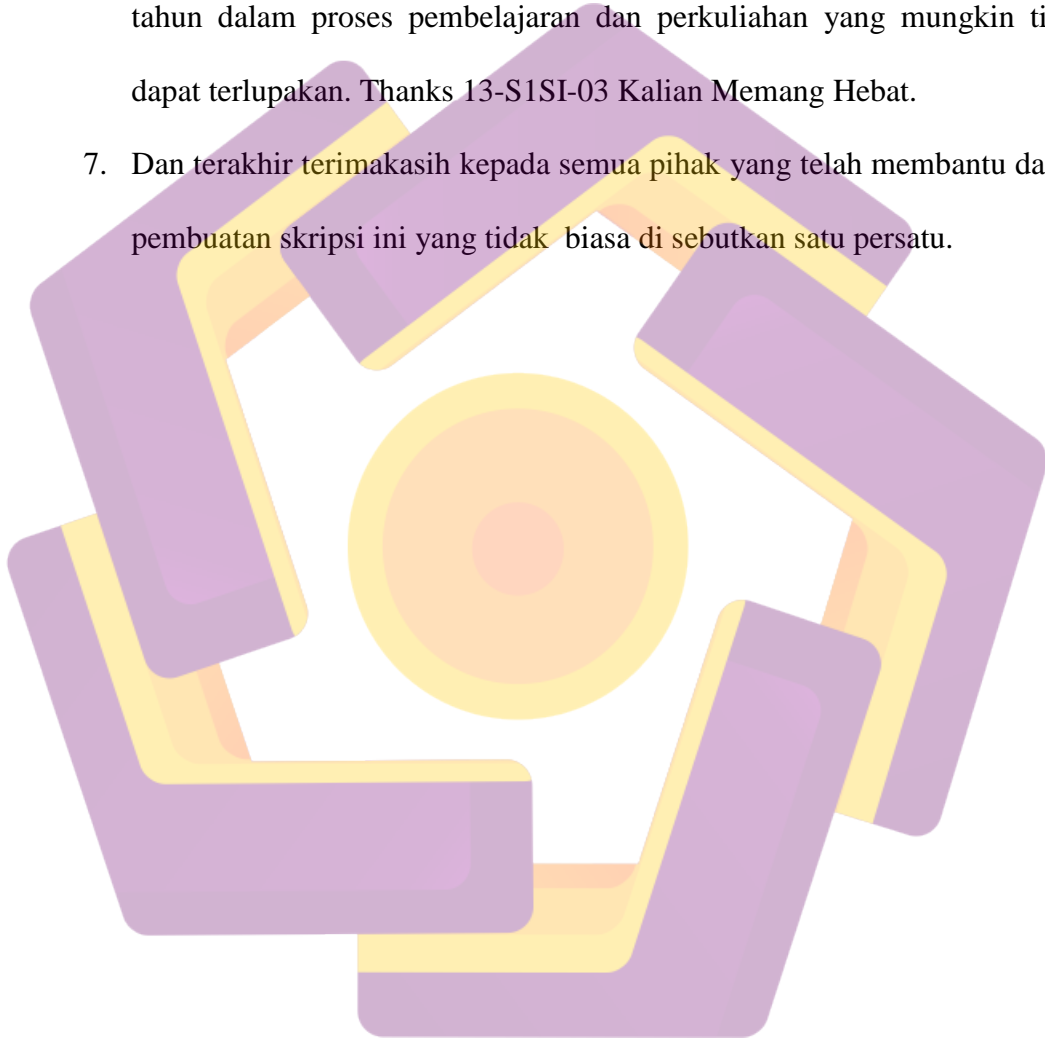 tahun dalam proses pembelajaran dan perkuliahan yang mungkin ti
dapat terlupakan. Thanks 13-S1SI-03 Kalian Memang Hebat.
7. Dan terakhir terimakasih kepada semua pihak yang telah membantu da
pembuatan skripsi ini yang tidak biasa di sebutkan satu persatu.